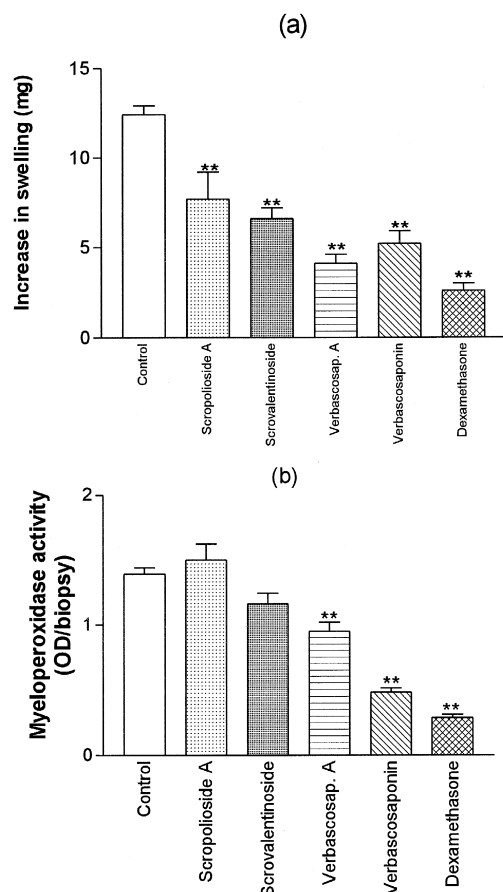 (a)
Increase in swelling (mg)
15
10
5
0
**
**
**
**
**
Control
Scropolioside A
Scrovalentinoside
Verbascosap. A
Verbascosaponin
Dexamethasone
(b)
Myeloperoxidase activity
(OD/biopsy)
2
1
0
**
**
**
Control
Scropolioside A
Scrovalentinoside
Verbascosap. A
Verbascosaponin
Dexamethasone